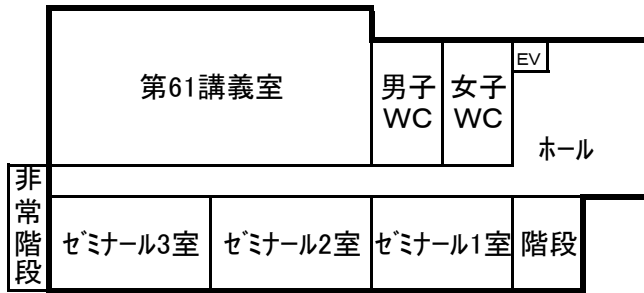 第61講義室
男子
WC
女子
WC
EV
ホール
非常階段
ゼミナール3室
ゼミナール2室
ゼミナール1室
階段